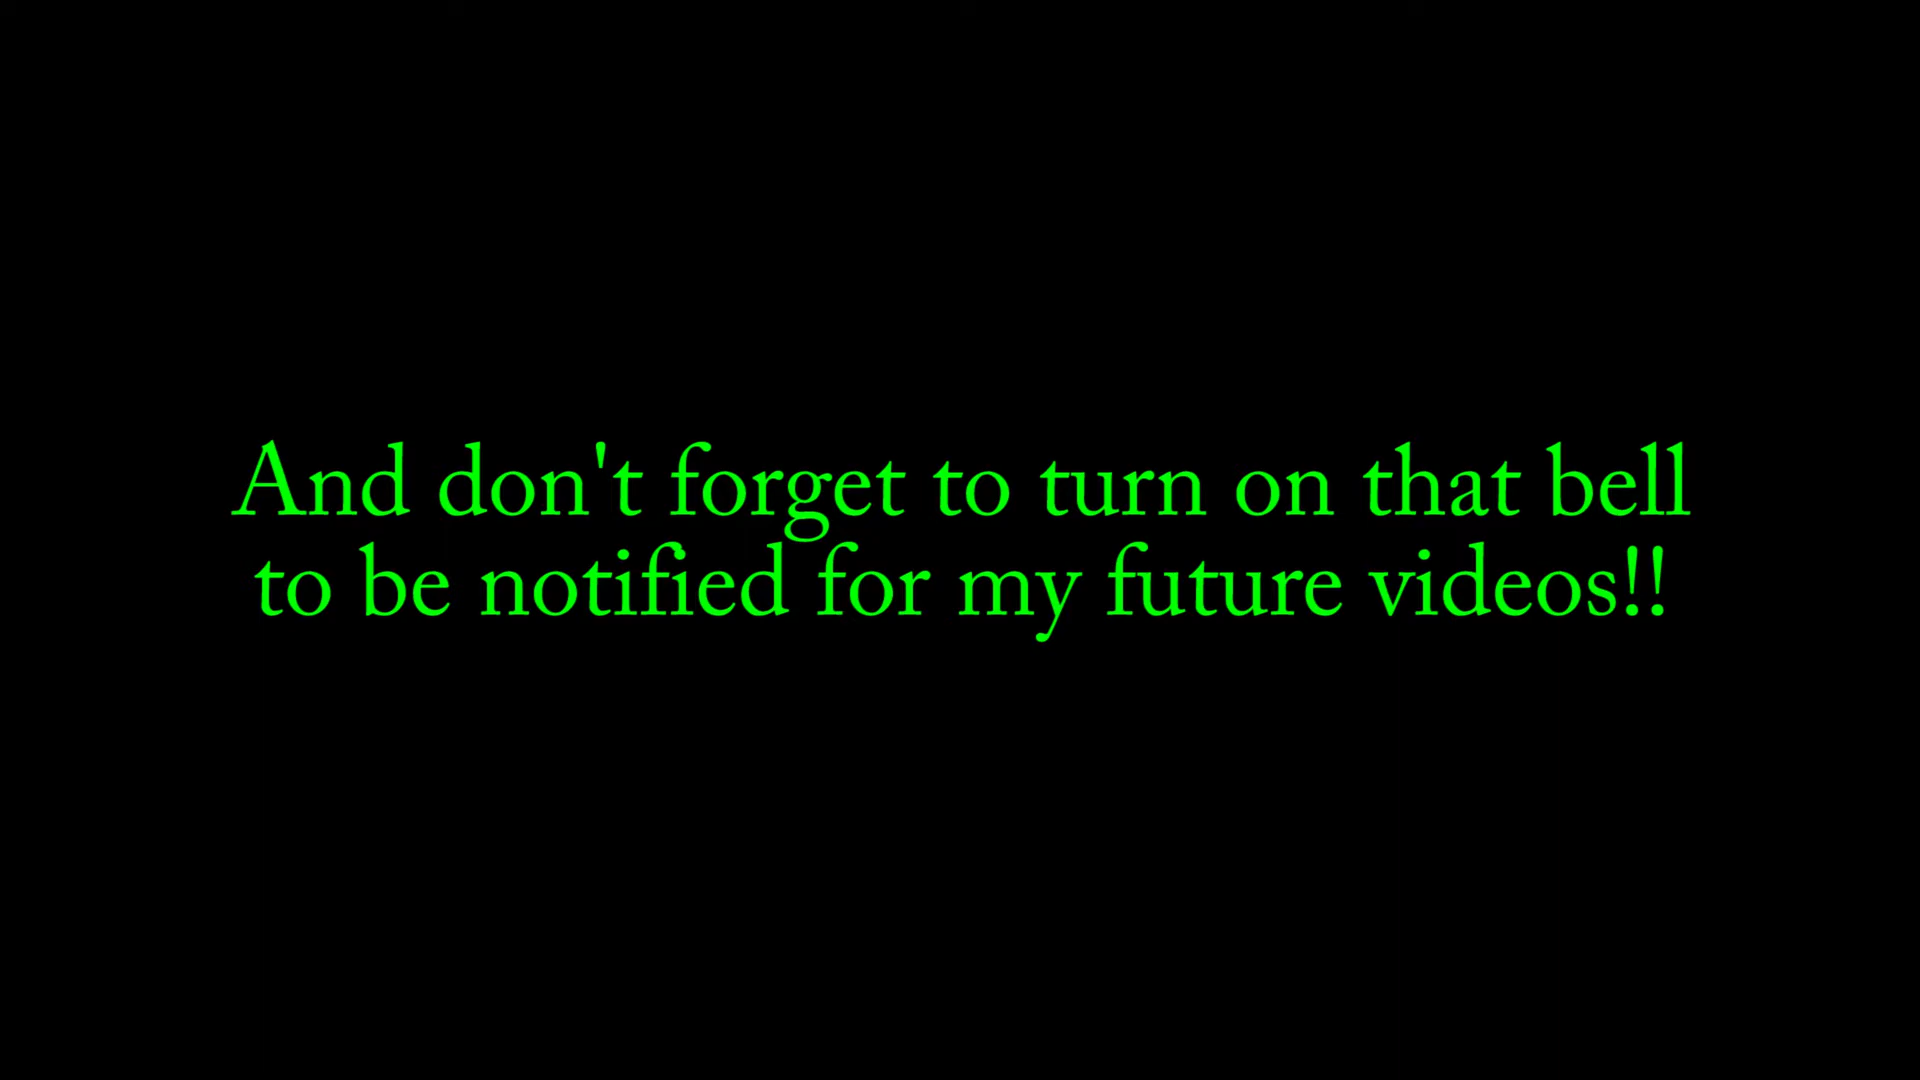 And don't forget to turn on that bell
to be notified for my future videos!!